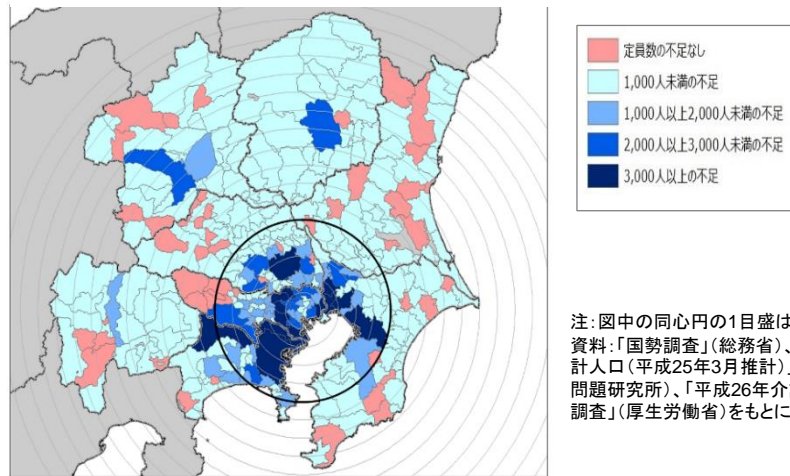 定員数の不足なし
1,000人未満の不足
1,000人以上2,000人未満の不足
2,000人以上3,000人未満の不足
3,000人以上の不足
注:図中の同心円の1目盛は
資料:「国勢調査」(総務省)、
計人口(平成25年3月推計)」
問題研究所)、「平成26年介
調査」(厚生労働省)をもとに